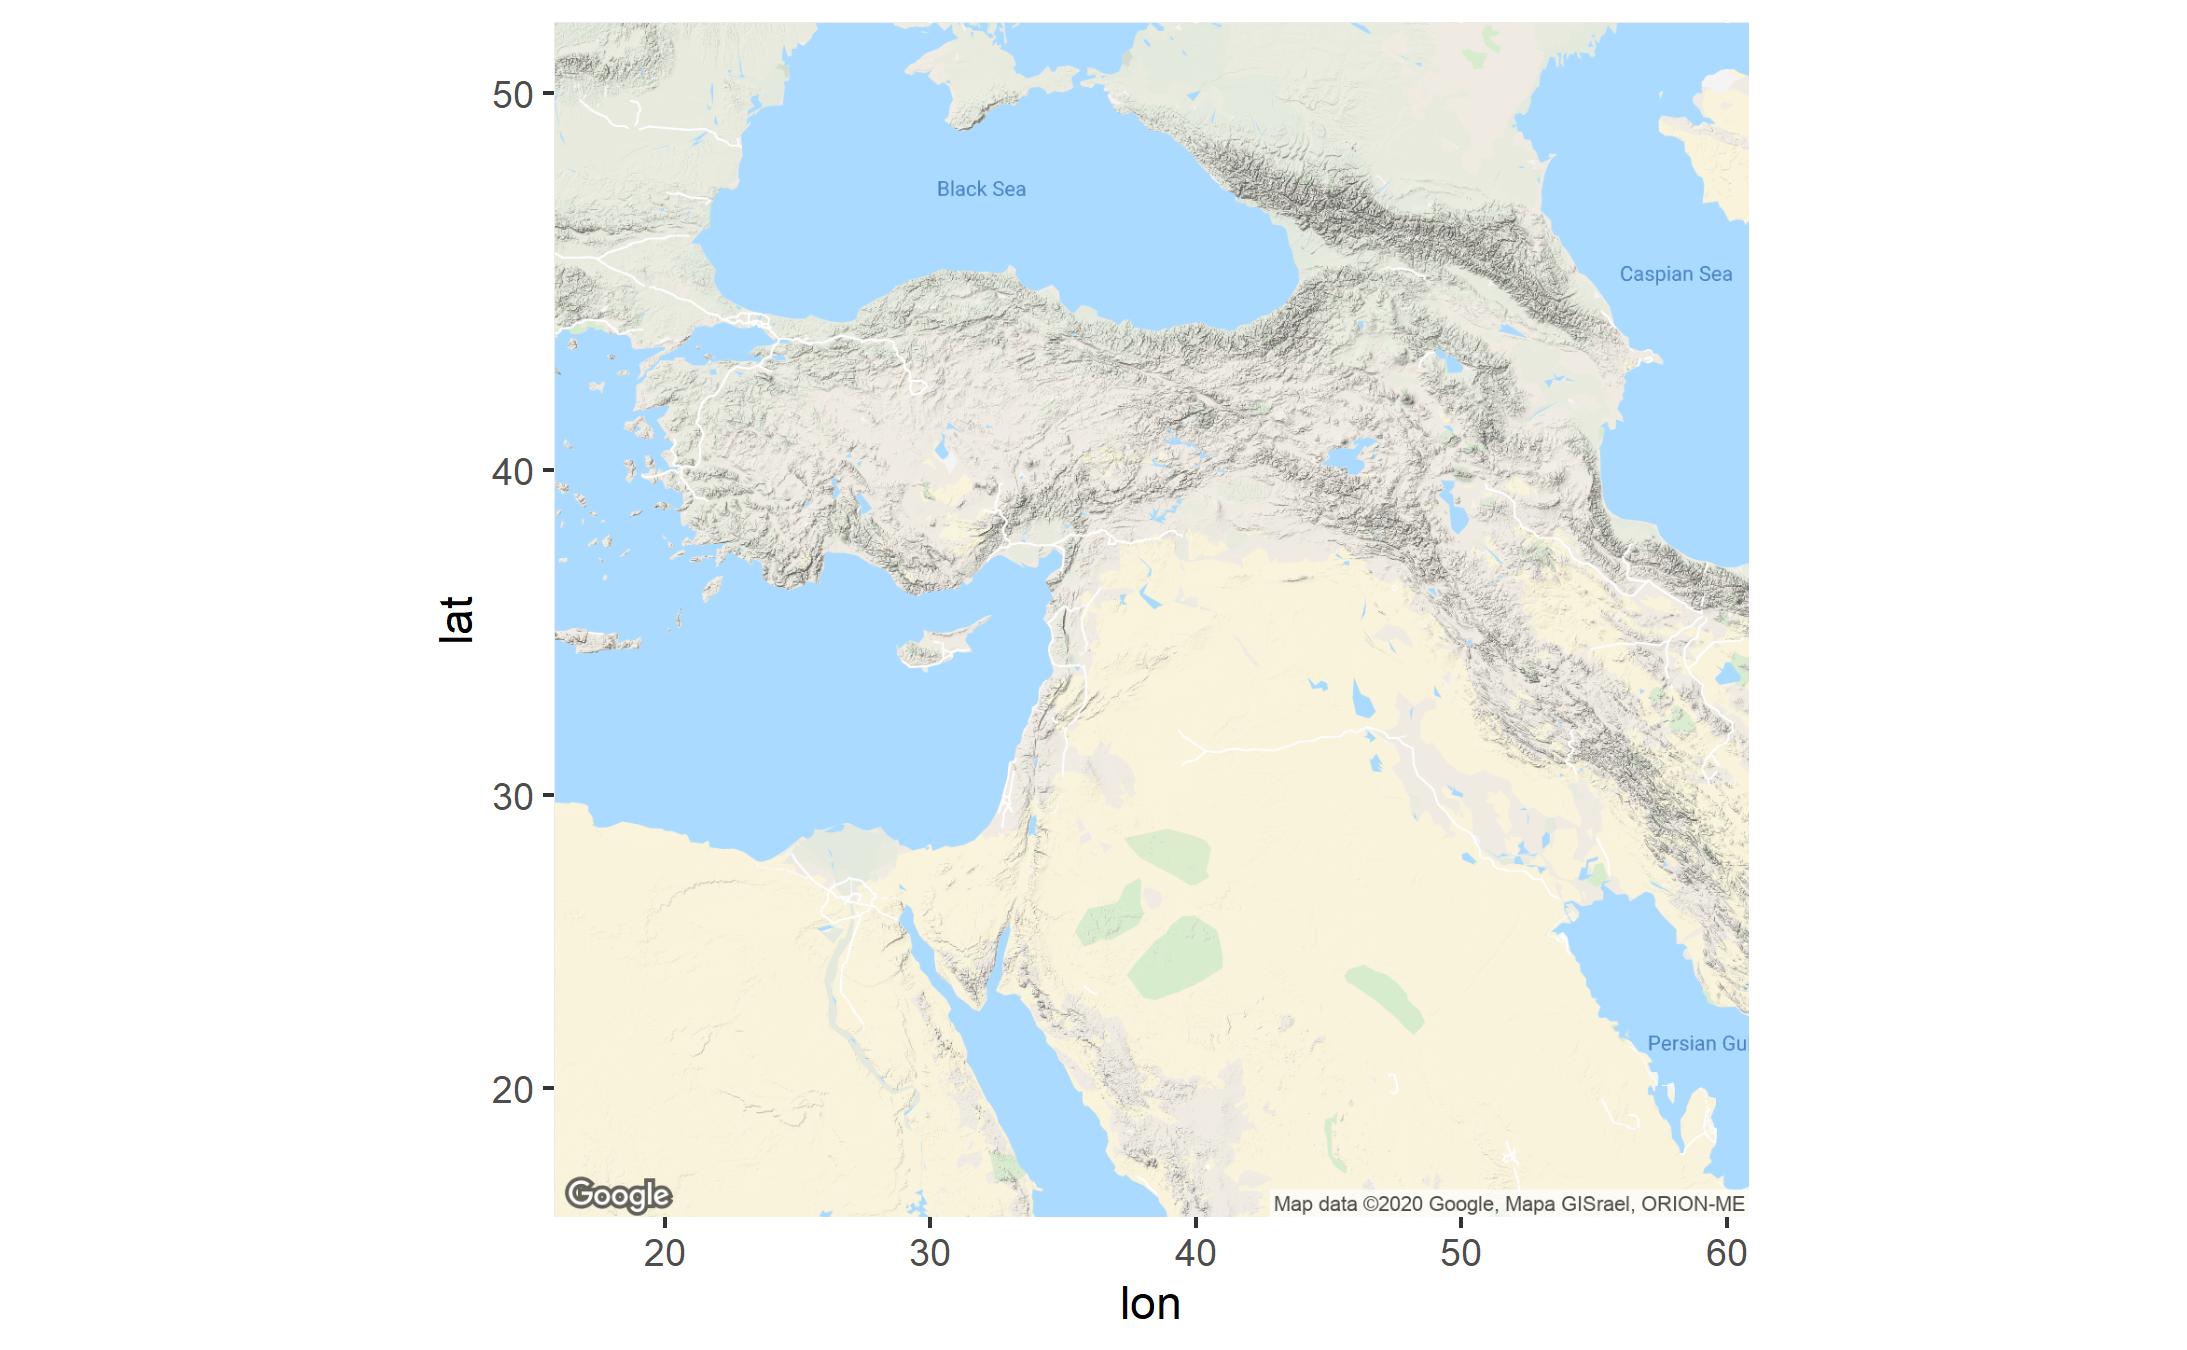 50
Black Sea
Caspian Sea
40
lat
30
Persian Gu
20
Google
Map data ©2020 Google, Mapa GISrael, ORION-ME
20 30 40 50 60
lon